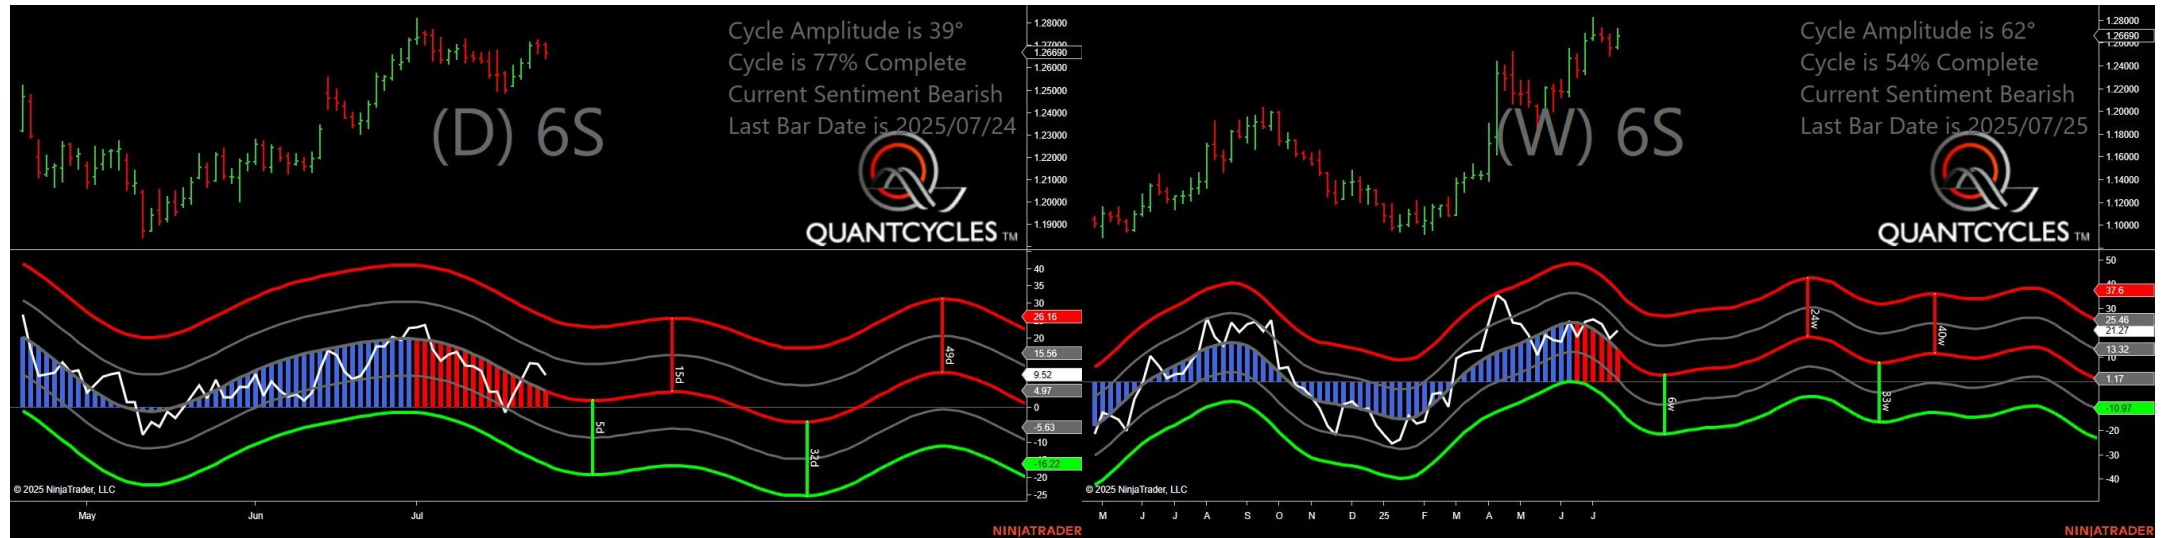 Cycle Amplitude is 39°
Cycle is 77% Complete
Current Sentiment Bearish
Last Bar Date is 2025/07/24
(D) 6S
QUANTCYCLES TM
1.28000
1.26690
1.26000
1.25000
1.24000
1.23000
1.22000
1.21000
1.20000
1.19000
40
35
30
26.16
20
15.56
9.52
4.97
0
-5.63
-10
-16.22
-20
-25
5d
15d
32d
49d
© 2025 NinjaTrader, LLC
May
Jun
Jul
NINJATRADER
Cycle Amplitude is 62°
Cycle is 54% Complete
Current Sentiment Bearish
Last Bar Date is 2025/07/25
(W) 6S
QUANTCYCLES TM
1.28000
1.26690
1.24000
1.22000
1.20000
1.18000
1.16000
1.14000
1.12000
1.10000
50
37.6
30
25.46
21.27
13.32
10
1.17
-10.97
-20
-30
-40
6w
24w
33w
40w
© 2025 NinjaTrader, LLC
M
J
J
A
S
O
N
D
25
F
M
A
M
J
J
NINJATRADER